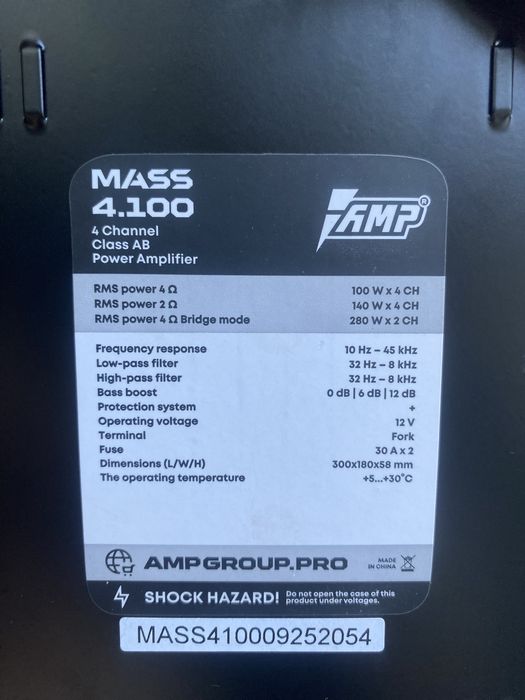 MASS
4.100
4 Channel
Class AB
Power Amplifier
AMP®
RMS power 4 Ω 100 W x 4 CH
RMS power 2 Ω 140 W x 4 CH
RMS power 4 Ω Bridge mode 280 W x 2 CH
Frequency response 10 Hz – 45 kHz
Low-pass filter 32 Hz – 8 kHz
High-pass filter 32 Hz – 8 kHz
Bass boost 0 dB | 6 dB | 12 dB
Protection system +
Operating voltage 12 V
Terminal Fork
Fuse 30 A x 2
Dimensions (L/W/H) 300x180x58 mm
The operating temperature +5...+30°C
AMPGROUP.PRO
MADE
IN CHINA
SHOCK HAZARD!
Do not open the case of this
product under voltages.
MASS410009252054